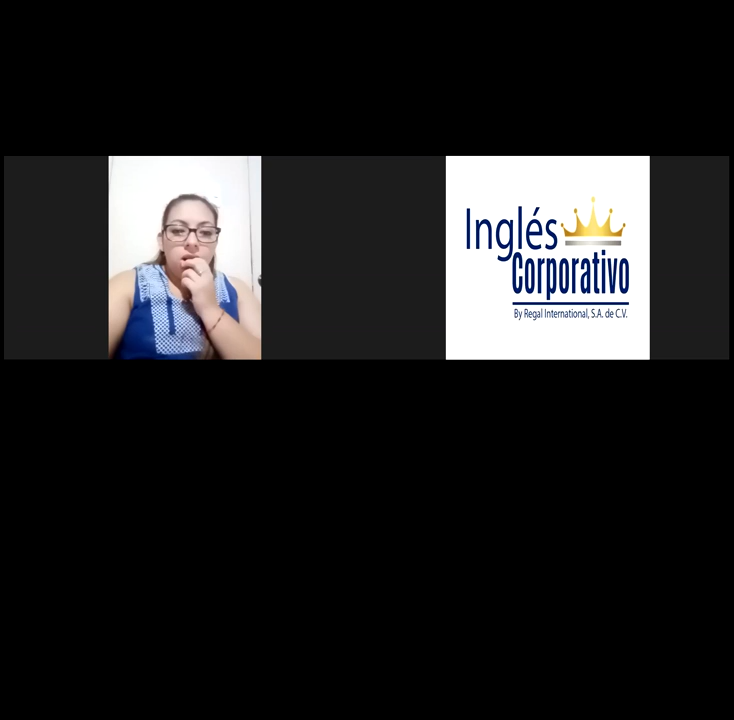 Inglés
Corporativo
By Regal International, S.A. de C.V.